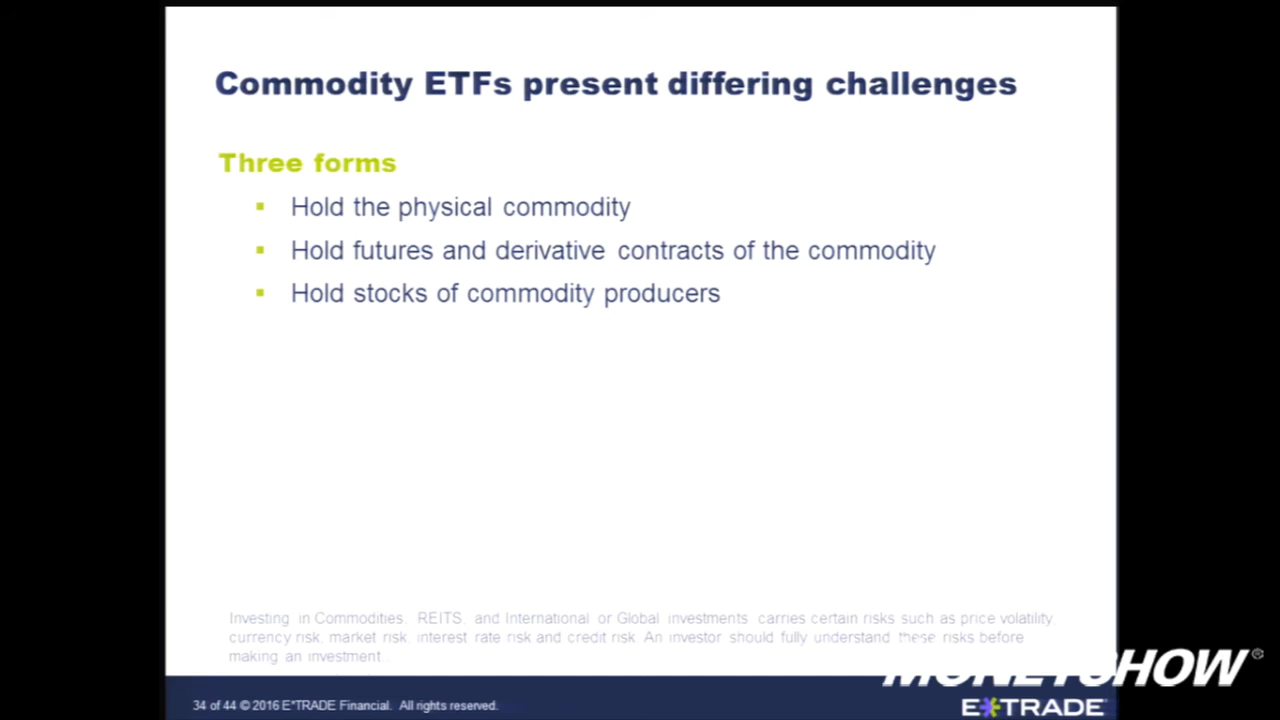 Commodity ETFs present differing challenges
Three forms
▪ Hold the physical commodity
▪ Hold futures and derivative contracts of the commodity
▪ Hold stocks of commodity producers
Investing in Commodities, REITS, and International or Global investments carries certain risks such as price volatility
currency risk, market risk, interest rate risk and credit risk. An investor should fully understand these risks before
making an investment.
MONEYSHOW®
34 of 44 © 2016 E*TRADE Financial. All rights reserved.
E*TRADE